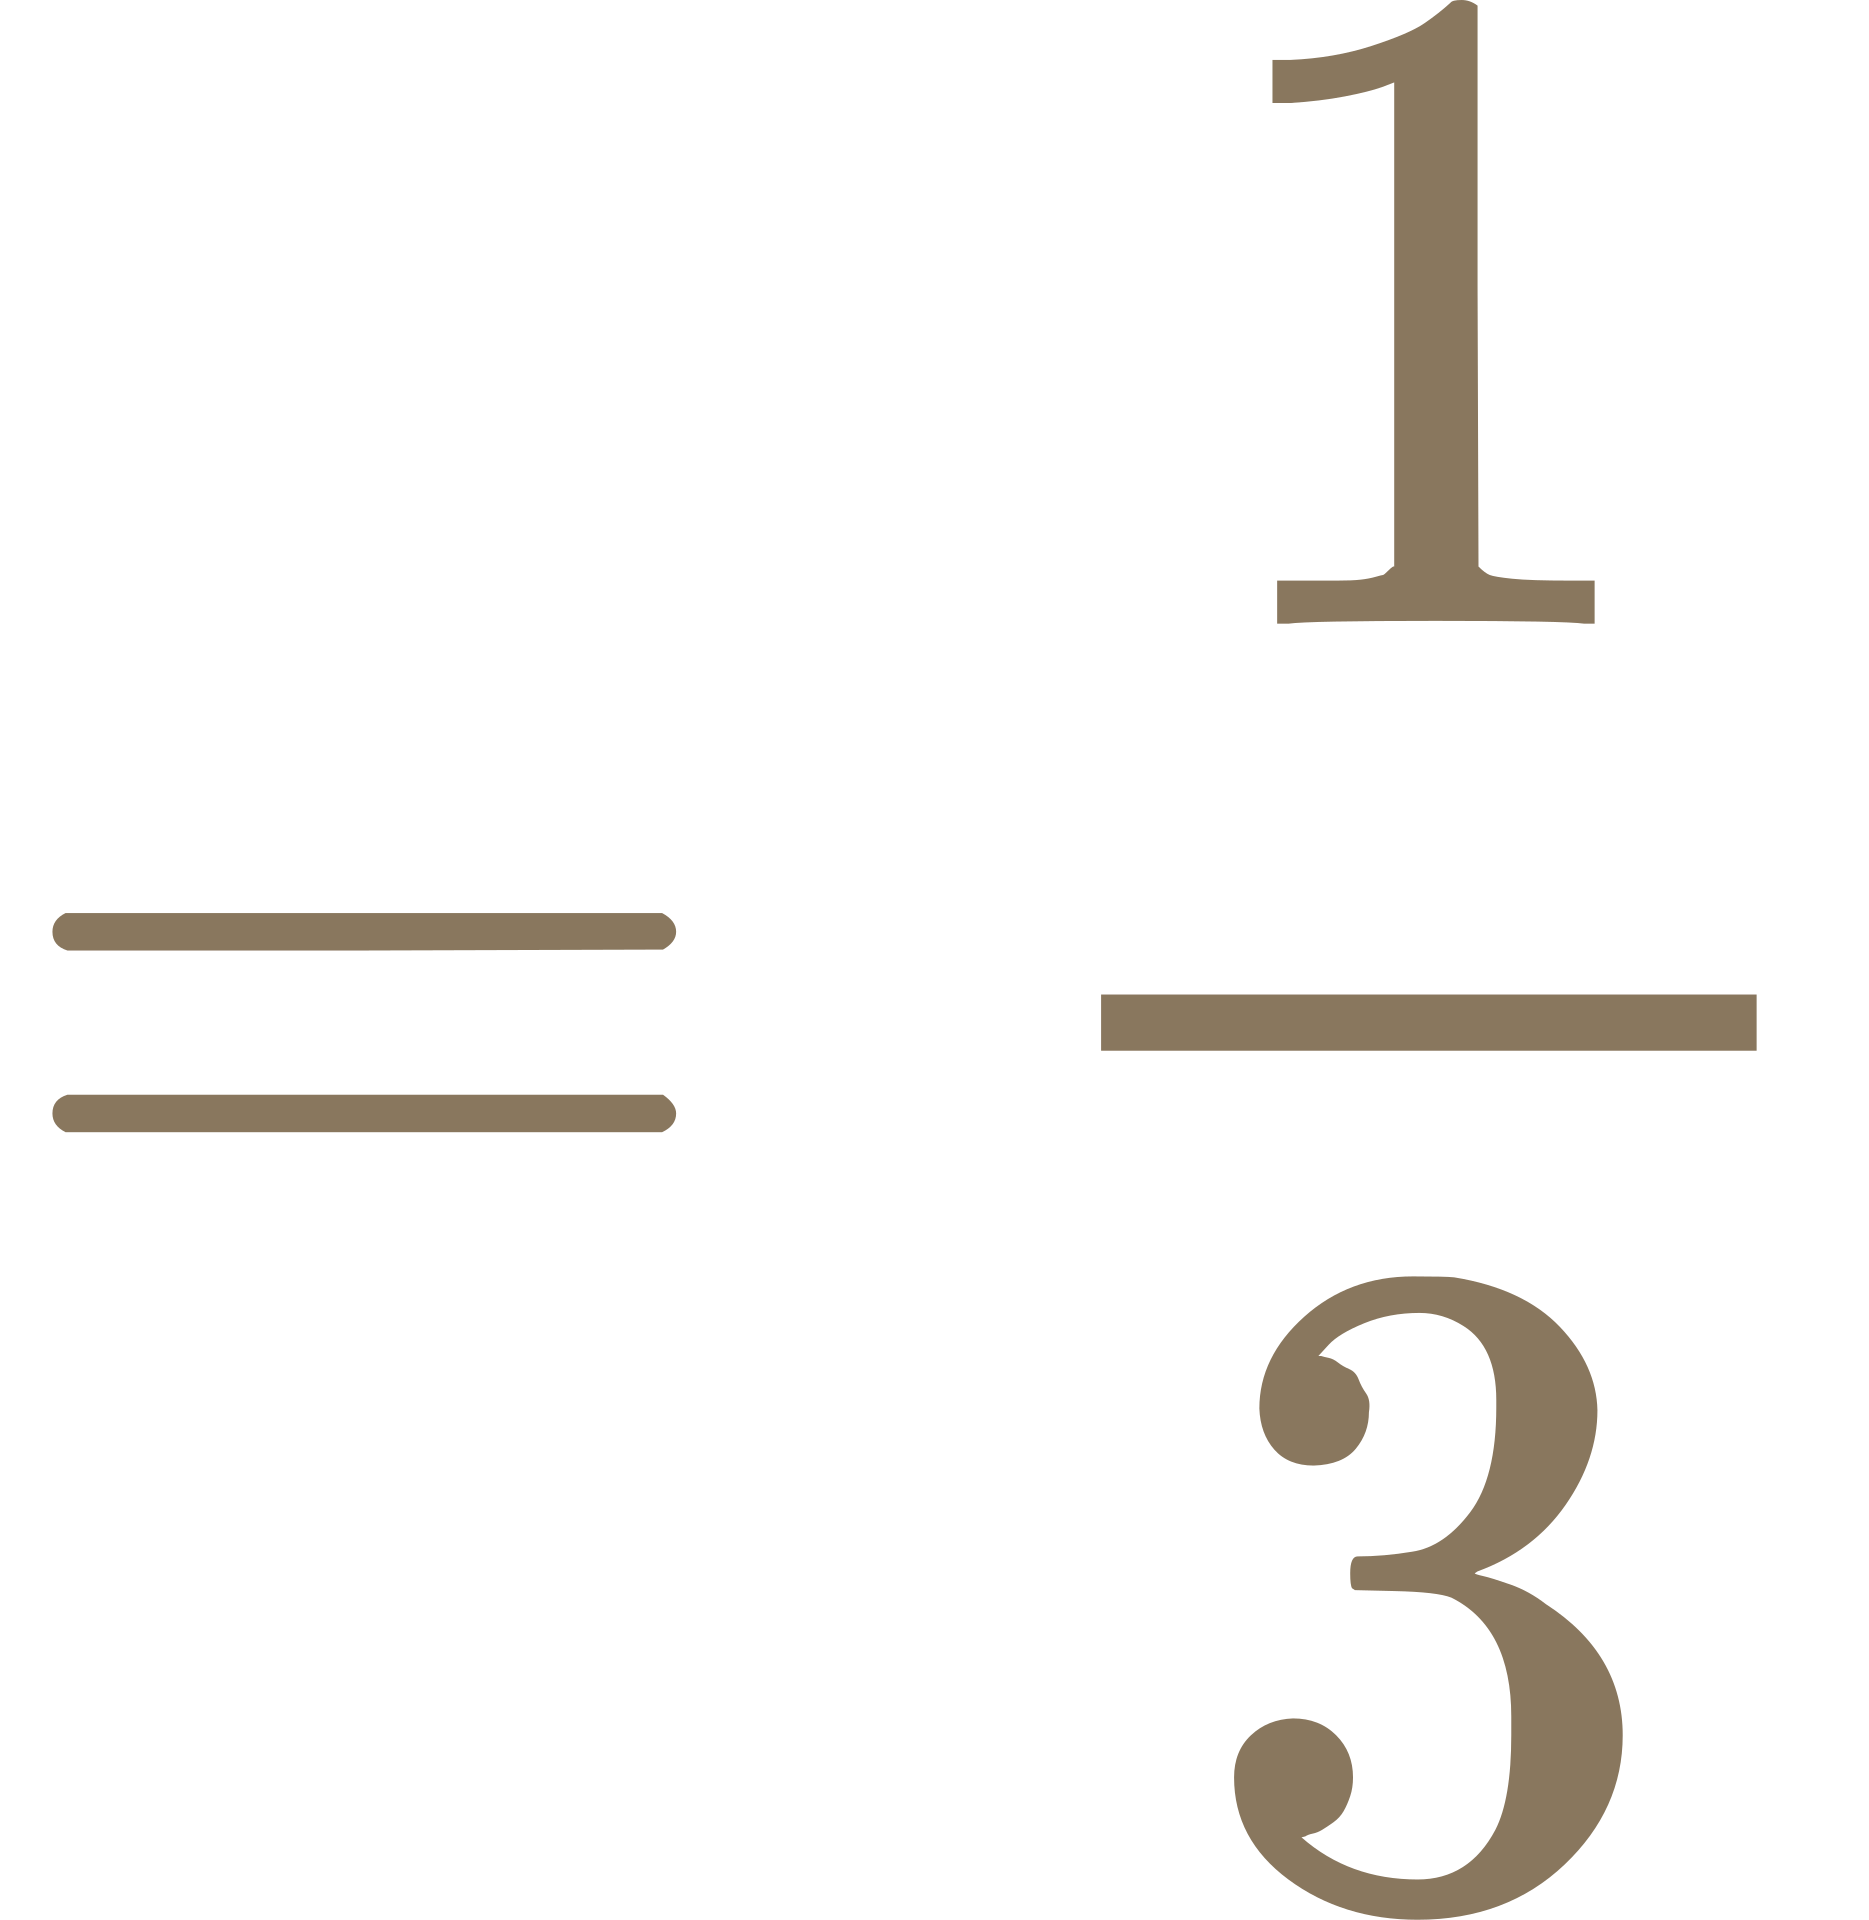 = 1/3